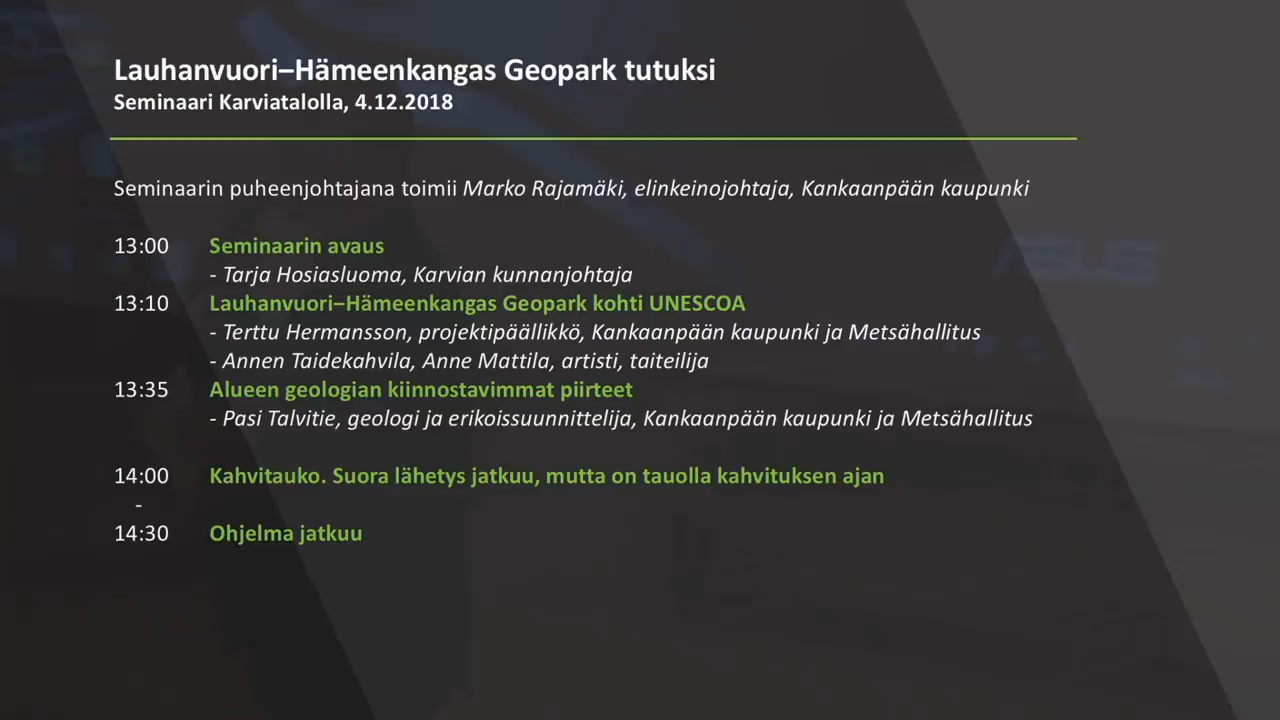 Lauhanvuori–Hämeenkangas Geopark tutuksi
Seminaari Karviatalolla, 4.12.2018
Seminaarin puheenjohtajana toimii Marko Rajamäki, elinkeinojohtaja, Kankaanpään kaupunki
13:00 Seminaarin avaus
- Tarja Hosiasluoma, Karvian kunnanjohtaja
13:10 Lauhanvuori–Hämeenkangas Geopark kohti UNESCOA
- Terttu Hermansson, projektipäällikkö, Kankaanpään kaupunki ja Metsähallitus
- Annen Taidekahvila, Anne Mattila, artisti, taiteilija
13:35 Alueen geologian kiinnostavimmat piirteet
- Pasi Talvitie, geologi ja erikoissuunnittelija, Kankaanpään kaupunki ja Metsähallitus
14:00 Kahvitauko. Suora lähetys jatkuu, mutta on tauolla kahvituksen ajan
-
14:30 Ohjelma jatkuu
ASUS